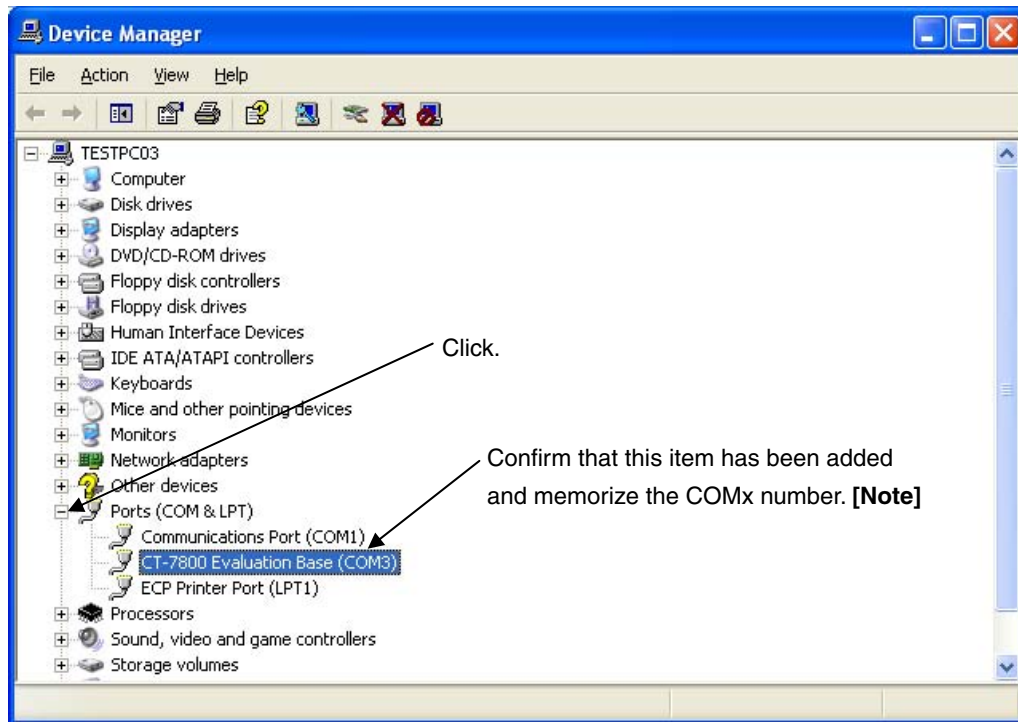 Device Manager
File Action View Help
TESTPC03
Computer
Disk drives
Display adapters
DVD/CD-ROM drives
Floppy disk controllers
Floppy disk drives
Human Interface Devices
IDE ATA/ATAPI controllers
Click.
Keyboards
Mice and other pointing devices
Monitors
Network adapters
Confirm that this item has been added
and memorize the COMx number. [Note]
Other devices
Ports (COM & LPT)
Communications Port (COM1)
CT-7800 Evaluation Base (COM3)
ECP Printer Port (LPT1)
Processors
Sound, video and game controllers
Storage volumes